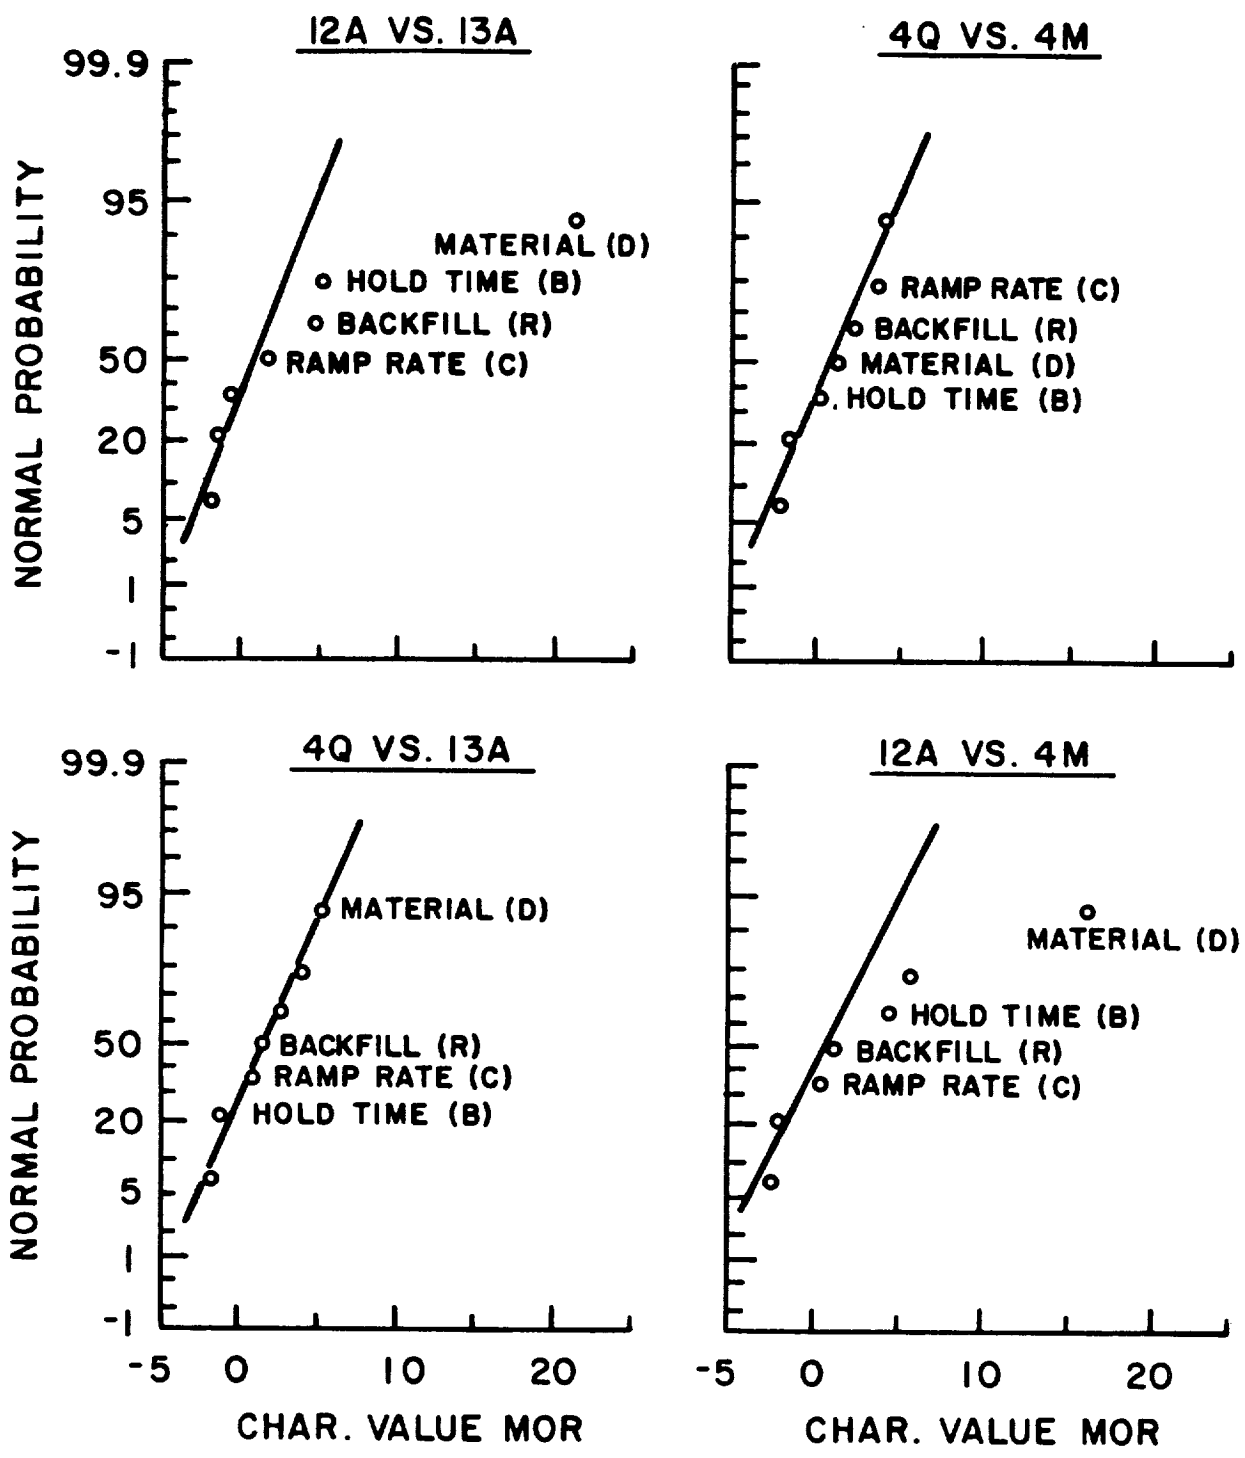 12A VS. 13A
99.9
95
50
20
5
1
-1
NORMAL PROBABILITY
MATERIAL (D)
HOLD TIME (B)
BACKFILL (R)
RAMP RATE (C)
4Q VS. 4M
RAMP RATE (C)
BACKFILL (R)
MATERIAL (D)
HOLD TIME (B)
4Q VS. 13A
99.9
95
50
20
5
1
-1
NORMAL PROBABILITY
MATERIAL (D)
BACKFILL (R)
RAMP RATE (C)
HOLD TIME (B)
-5 0 10 20
CHAR. VALUE MOR
12A VS. 4M
MATERIAL (D)
HOLD TIME (B)
BACKFILL (R)
RAMP RATE (C)
-5 0 10 20
CHAR. VALUE MOR